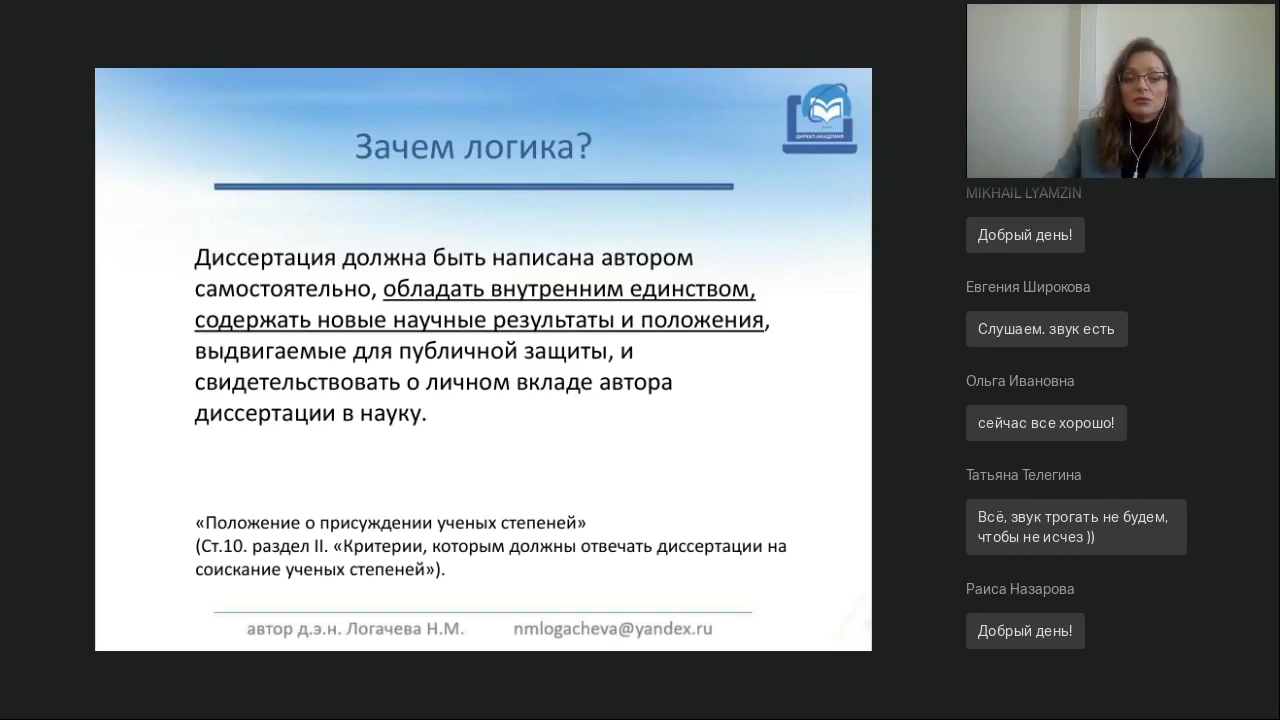 Зачем логика?
ДИРЕКТ-АКАДЕМИЯ
Диссертация должна быть написана автором
самостоятельно, обладать внутренним единством,
содержать новые научные результаты и положения,
выдвигаемые для публичной защиты, и
свидетельствовать о личном вкладе автора
диссертации в науку.
«Положение о присуждении ученых степеней»
(Ст.10. раздел II. «Критерии, которым должны отвечать диссертации на
соискание ученых степеней»).
автор д.э.н. Логачева Н.М. nmlogacheva@yandex.ru
MIKHAIL LYAMZIN
Добрый день!
Евгения Широкова
Слушаем. звук есть
Ольга Ивановна
сейчас все хорошо!
Татьяна Телегина
Всё, звук трогать не будем,
чтобы не исчез ))
Раиса Назарова
Добрый день!